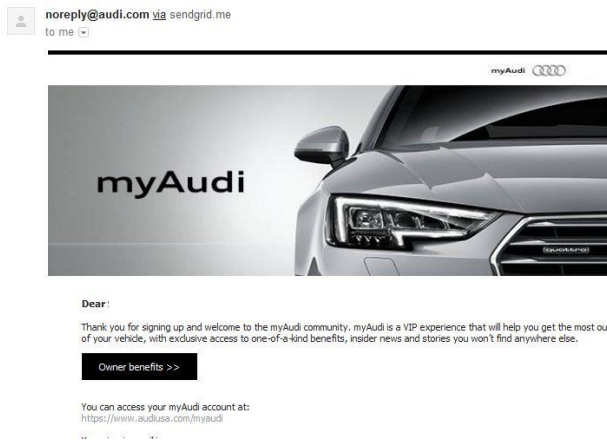 noreply@audi.com via sendgrid.me
to me
myAudi
myAudi
quattro
Dear:
Thank you for signing up and welcome to the myAudi community. myAudi is a VIP experience that will help you get the most ou
of your vehicle, with exclusive access to one-of-a-kind benefits, insider news and stories you won't find anywhere else.
Owner benefits >>
You can access your myAudi account at:
https://www.audiusa.com/myaudi